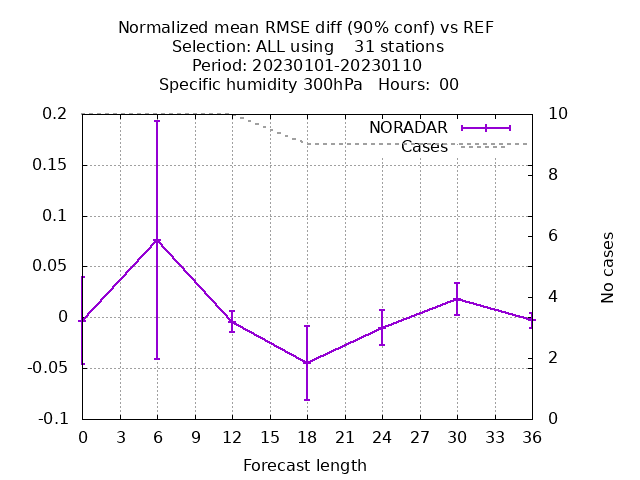 Normalized mean RMSE diff (90% conf) vs REF
Selection: ALL using    31 stations
Period: 20230101-20230110
Specific humidity 300hPa   Hours:  00
NORADAR
Cases
0.2
0.15
0.1
0.05
0
-0.05
-0.1
10
8
6
4
2
0
No cases
0 3 6 9 12 15 18 21 24 27 30 33 36
Forecast length